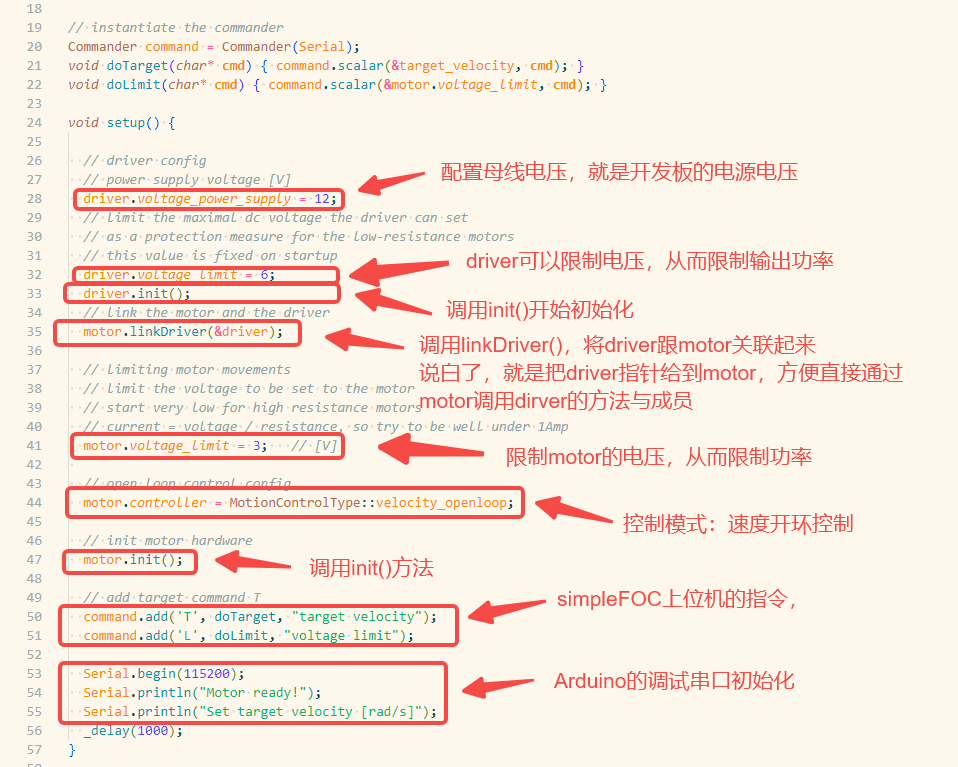 18
19 // instantiate the commander
20 Commander command = Commander(Serial);
21 void doTarget(char* cmd) { command.scalar(&target_velocity, cmd); }
22 void doLimit(char* cmd) { command.scalar(&motor.voltage_limit, cmd); }
23
24 void setup() {
25
26 // driver config
27 // power supply voltage [V]
配置母线电压，就是开发板的电源电压
28 driver.voltage_power_supply = 12;
29 // limit the maximal dc voltage the driver can set
30 // as a protection measure for the low-resistance motors
31 // this value is fixed on startup
driver可以限制电压，从而限制输出功率
32 driver.voltage_limit = 6;
33 driver.init();
调用init()开始初始化
34 // link the motor and the driver
35 motor.linkDriver(&driver);
调用linkDriver()，将driver跟motor关联起来
36
说白了，就是把driver指针给到motor，方便直接通过
37 // limiting motor movements
38 // limit the voltage to be set to the motor
motor调用dirver的方法与成员
39 // start very low for high resistance motors
40 // current = voltage / resistance, so try to be well under 1Amp
41 motor.voltage_limit = 3; // [V]
限制motor的电压，从而限制功率
42
43 // open loop control config
44 motor.controller = MotionControlType::velocity_openloop;
控制模式：速度开环控制
45
46 // init motor hardware
47 motor.init();
调用init()方法
48
49 // add target command T
simpleFOC上位机的指令，
50 command.add('T', doTarget, "target velocity");
51 command.add('L', doLimit, "voltage limit");
52
53 Serial.begin(115200);
Arduino的调试串口初始化
54 Serial.println("Motor ready!");
55 Serial.println("Set target velocity [rad/s]");
56 _delay(1000);
57 }